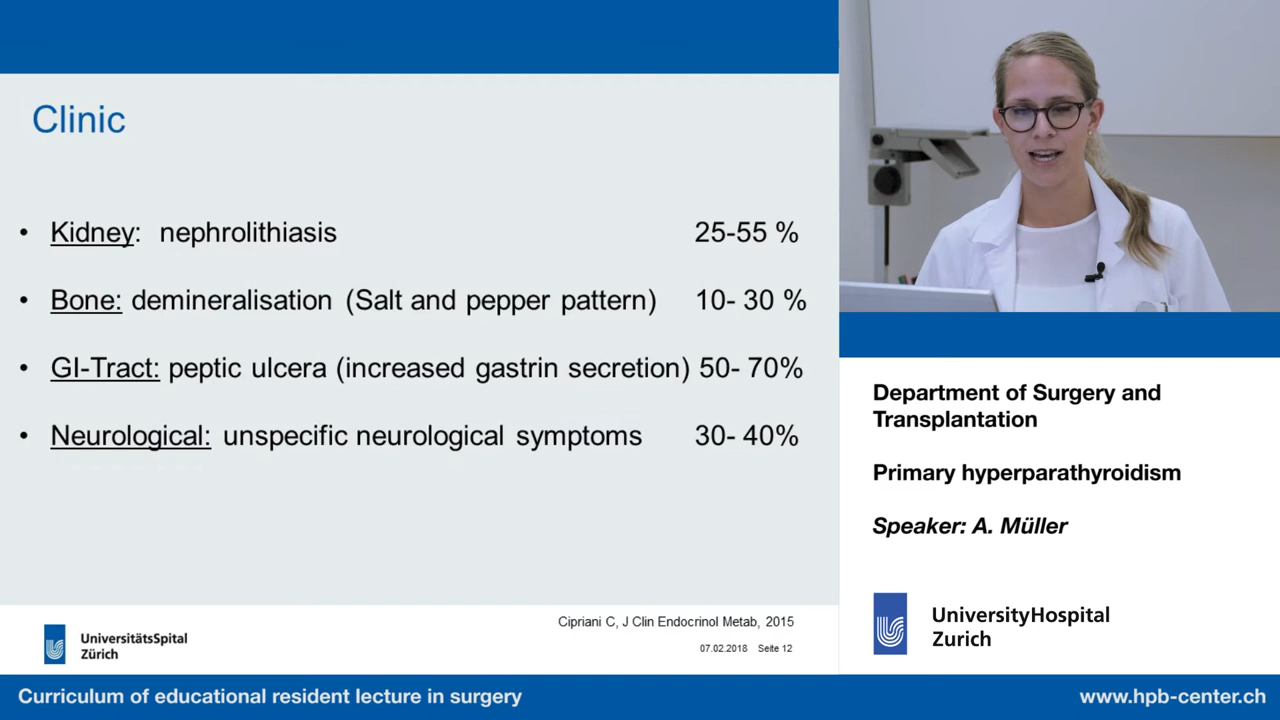 Clinic
• Kidney: nephrolithiasis 25-55 %
• Bone: demineralisation (Salt and pepper pattern) 10- 30 %
• GI-Tract: peptic ulcera (increased gastrin secretion) 50- 70%
• Neurological: unspecific neurological symptoms 30- 40%
Cipriani C, J Clin Endocrinol Metab, 2015
07.02.2018 Seite 12
UniversitätsSpital
Zürich
Department of Surgery and
Transplantation
Primary hyperparathyroidism
Speaker: A. Müller
UniversityHospital
Zurich
Curriculum of educational resident lecture in surgery
www.hpb-center.ch